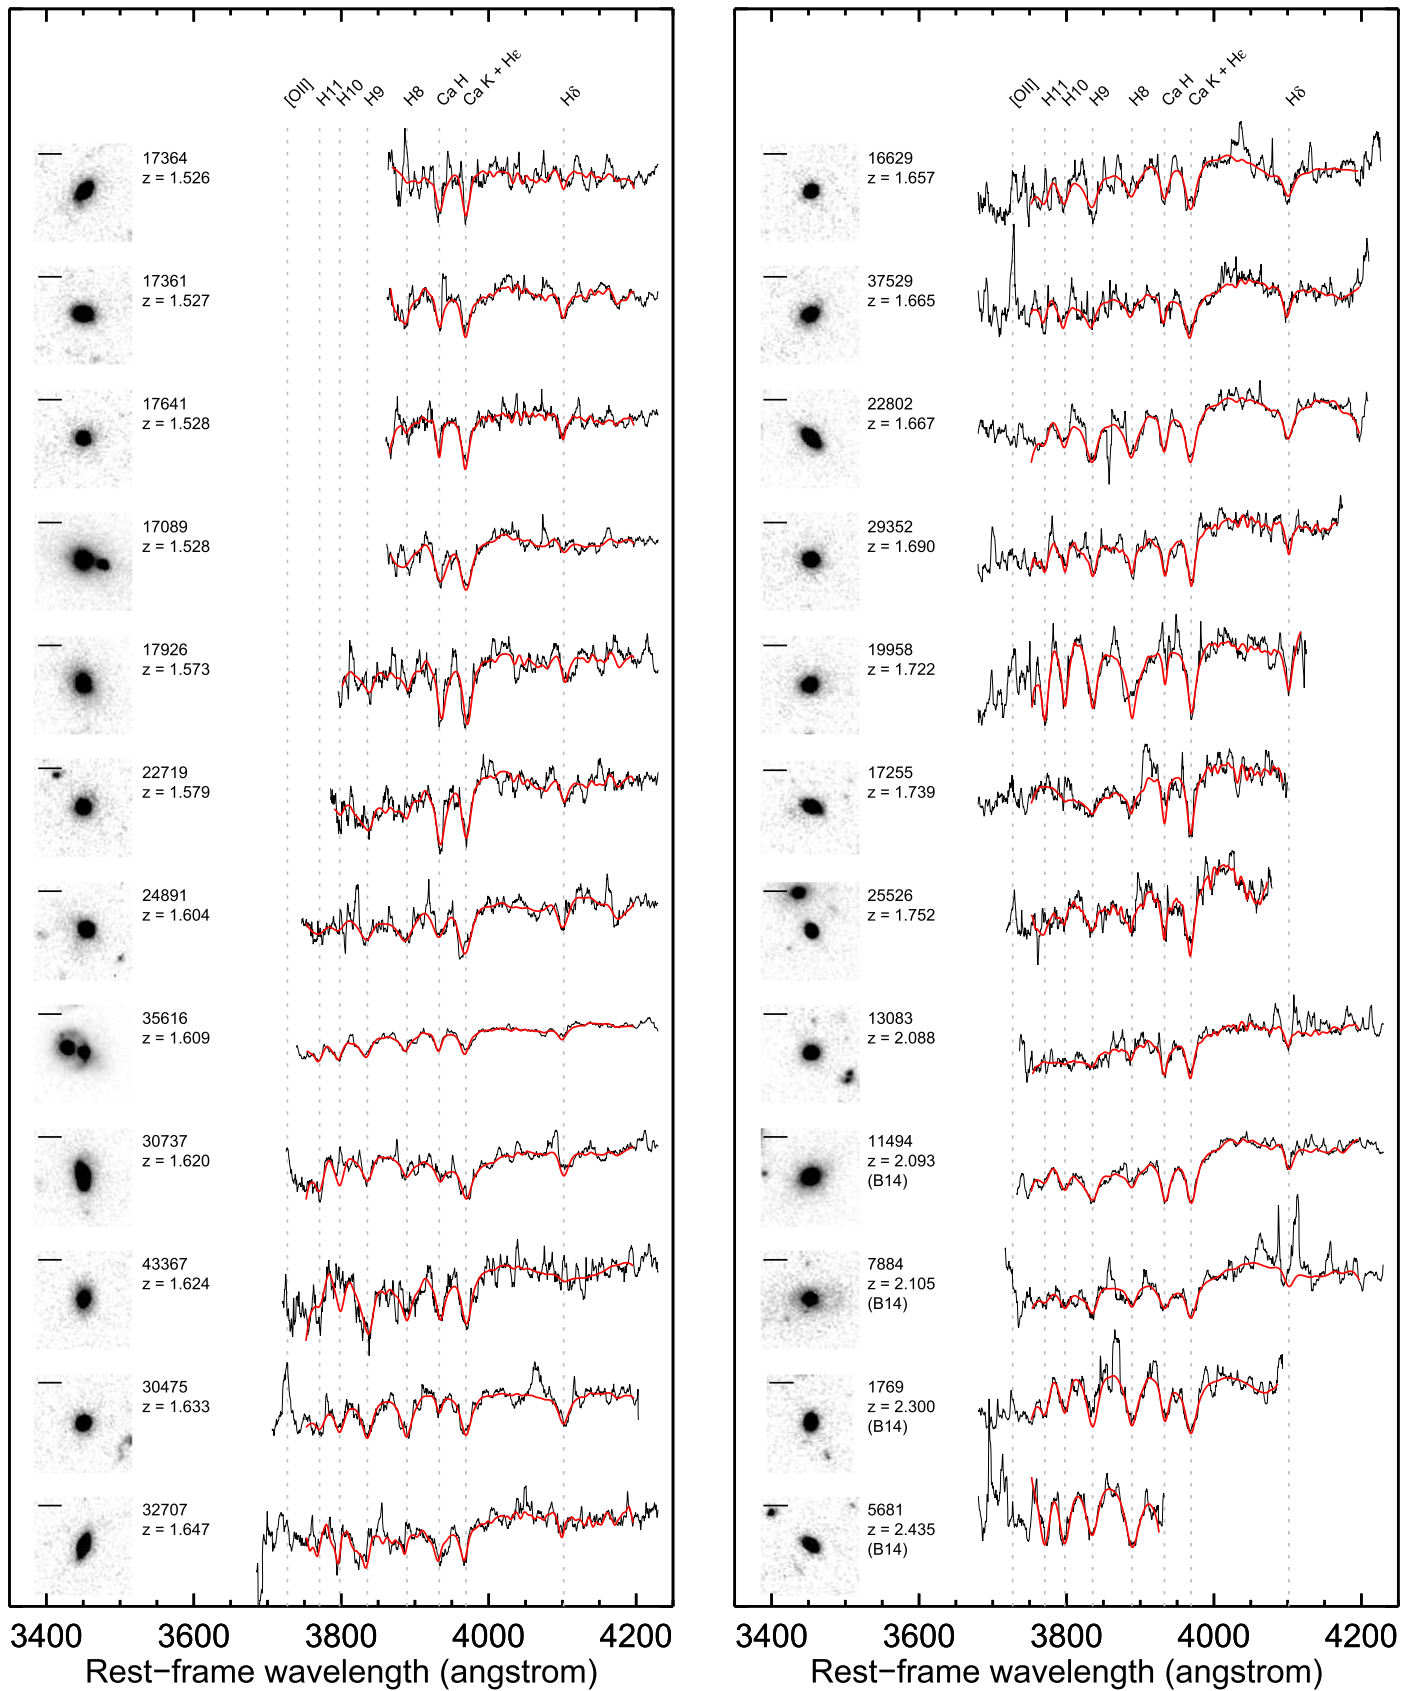 [OII] H11 H10 H9 H8 Ca H Ca K + Hε Hδ
17364
z = 1.526
17361
z = 1.527
17641
z = 1.528
17089
z = 1.528
17926
z = 1.573
22719
z = 1.579
24891
z = 1.604
35616
z = 1.609
30737
z = 1.620
43367
z = 1.624
30475
z = 1.633
32707
z = 1.647
3400 3600 3800 4000 4200
Rest−frame wavelength (angstrom)
[OII] H11 H10 H9 H8 Ca H Ca K + Hε Hδ
16629
z = 1.657
37529
z = 1.665
22802
z = 1.667
29352
z = 1.690
19958
z = 1.722
17255
z = 1.739
25526
z = 1.752
13083
z = 2.088
11494
z = 2.093
(B14)
7884
z = 2.105
(B14)
1769
z = 2.300
(B14)
5681
z = 2.435
(B14)
3400 3600 3800 4000 4200
Rest−frame wavelength (angstrom)